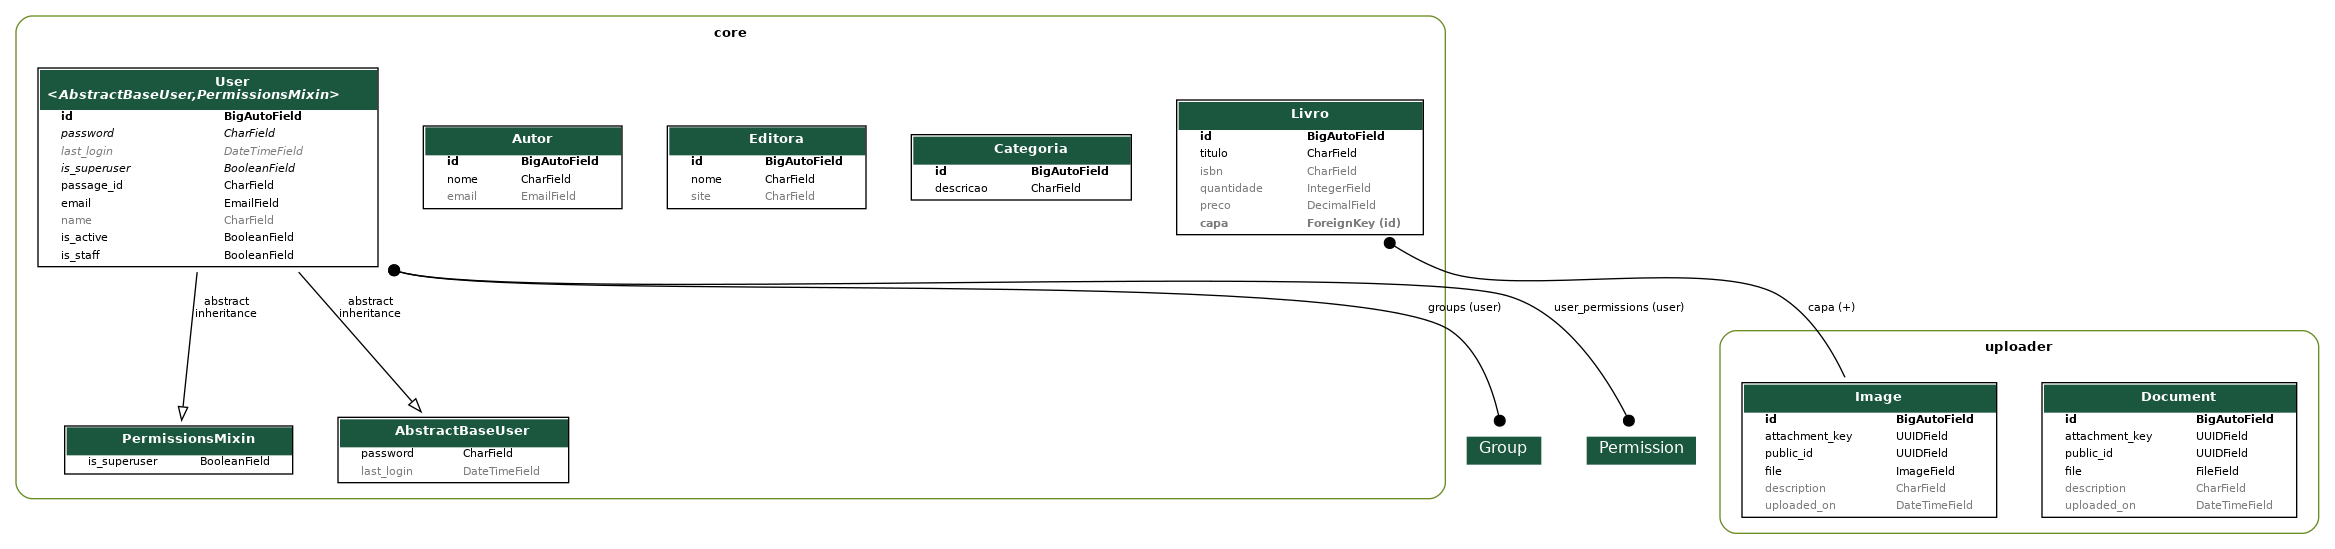 core
User
<AbstractBaseUser,PermissionsMixin>
id BigAutoField
password CharField
last_login DateTimeField
is_superuser BooleanField
passage_id CharField
email EmailField
name CharField
is_active BooleanField
is_staff BooleanField
Autor
id BigAutoField
nome CharField
email EmailField
Editora
id BigAutoField
nome CharField
site CharField
Categoria
id BigAutoField
descricao CharField
Livro
id BigAutoField
titulo CharField
isbn CharField
quantidade IntegerField
preco DecimalField
capa ForeignKey (id)
abstract
inheritance
abstract
inheritance
groups (user)
user_permissions (user)
capa (+)
PermissionsMixin
is_superuser BooleanField
AbstractBaseUser
password CharField
last_login DateTimeField
Group
Permission
uploader
Image
id BigAutoField
attachment_key UUIDField
public_id UUIDField
file ImageField
description CharField
uploaded_on DateTimeField
Document
id BigAutoField
attachment_key UUIDField
public_id UUIDField
file FileField
description CharField
uploaded_on DateTimeField